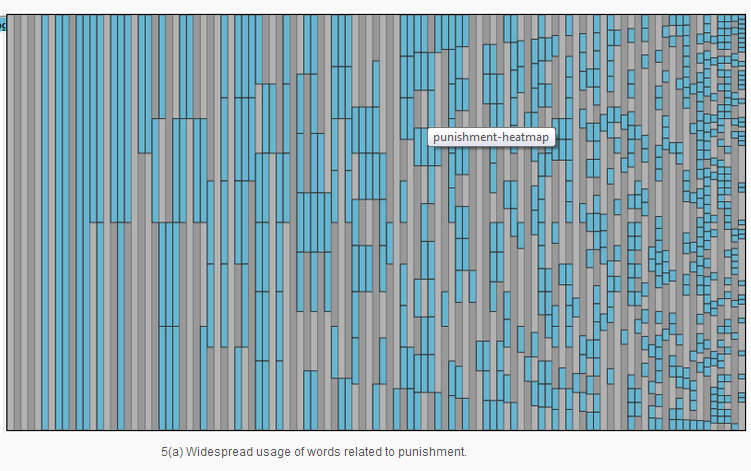 punishment-heatmap
5(a) Widespread usage of words related to punishment.